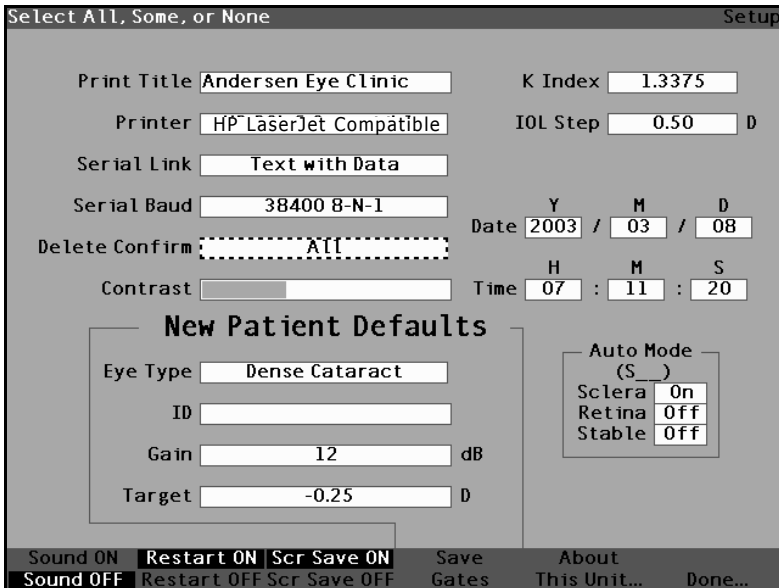 Select All, Some, or None Setup
Print Title Andersen Eye Clinic K Index 1.3375
Printer HP LaserJet Compatible IOL Step 0.50 D
Serial Link Text with Data
Serial Baud 38400 8-N-1
Y M D
Date 2003 / 03 / 08
Delete Confirm All
H M S
Contrast Time 07 : 11 : 20
New Patient Defaults
Auto Mode
(S__)
Eye Type Dense Cataract
Sclera On
ID Retina Off
Stable Off
Gain 12 dB
Target -0.25 D
Sound ON Restart ON Scr Save ON Save About
Sound OFF Restart OFF Scr Save OFF Gates This Unit... Done...